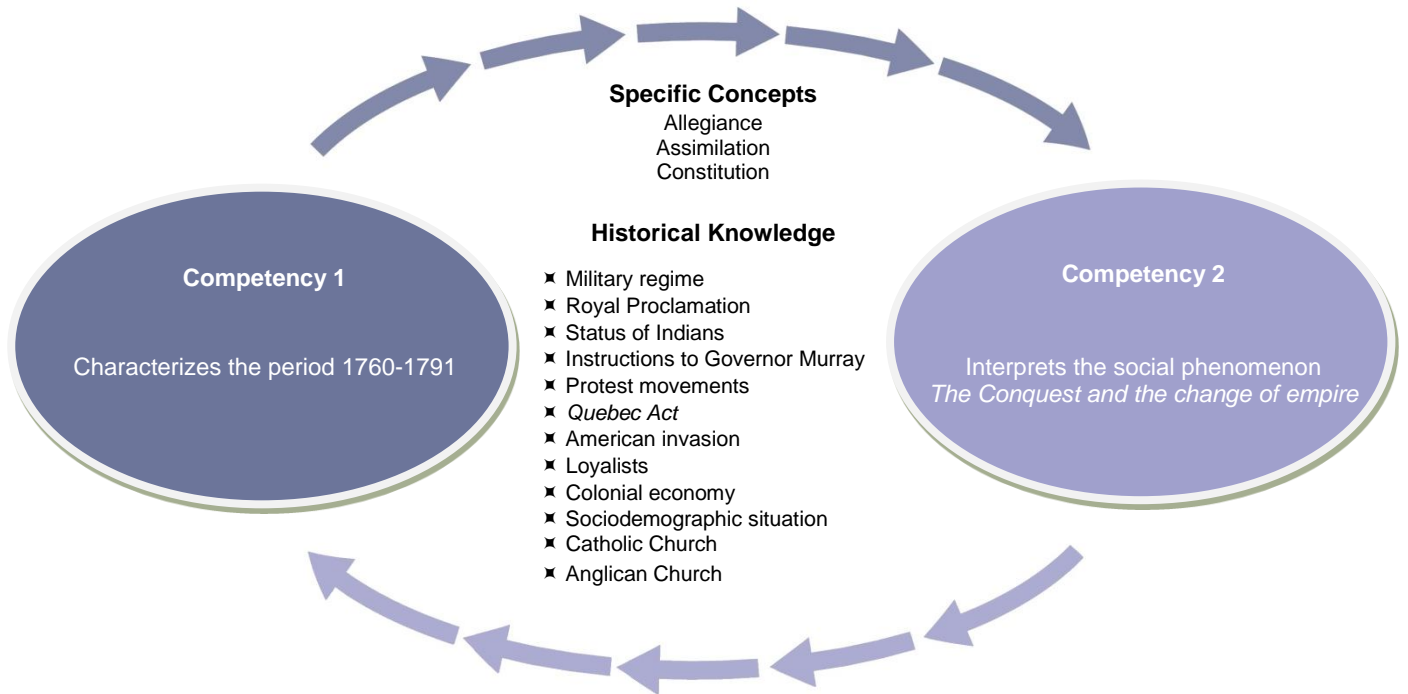 Specific Concepts
Allegiance
Assimilation
Constitution
Historical Knowledge
Military regime
Royal Proclamation
Status of Indians
Instructions to Governor Murray
Protest movements
Quebec Act
American invasion
Loyalists
Colonial economy
Sociodemographic situation
Catholic Church
Anglican Church
Competency 1
Characterizes the period 1760-1791
Competency 2
Interprets the social phenomenon
The Conquest and the change of empire